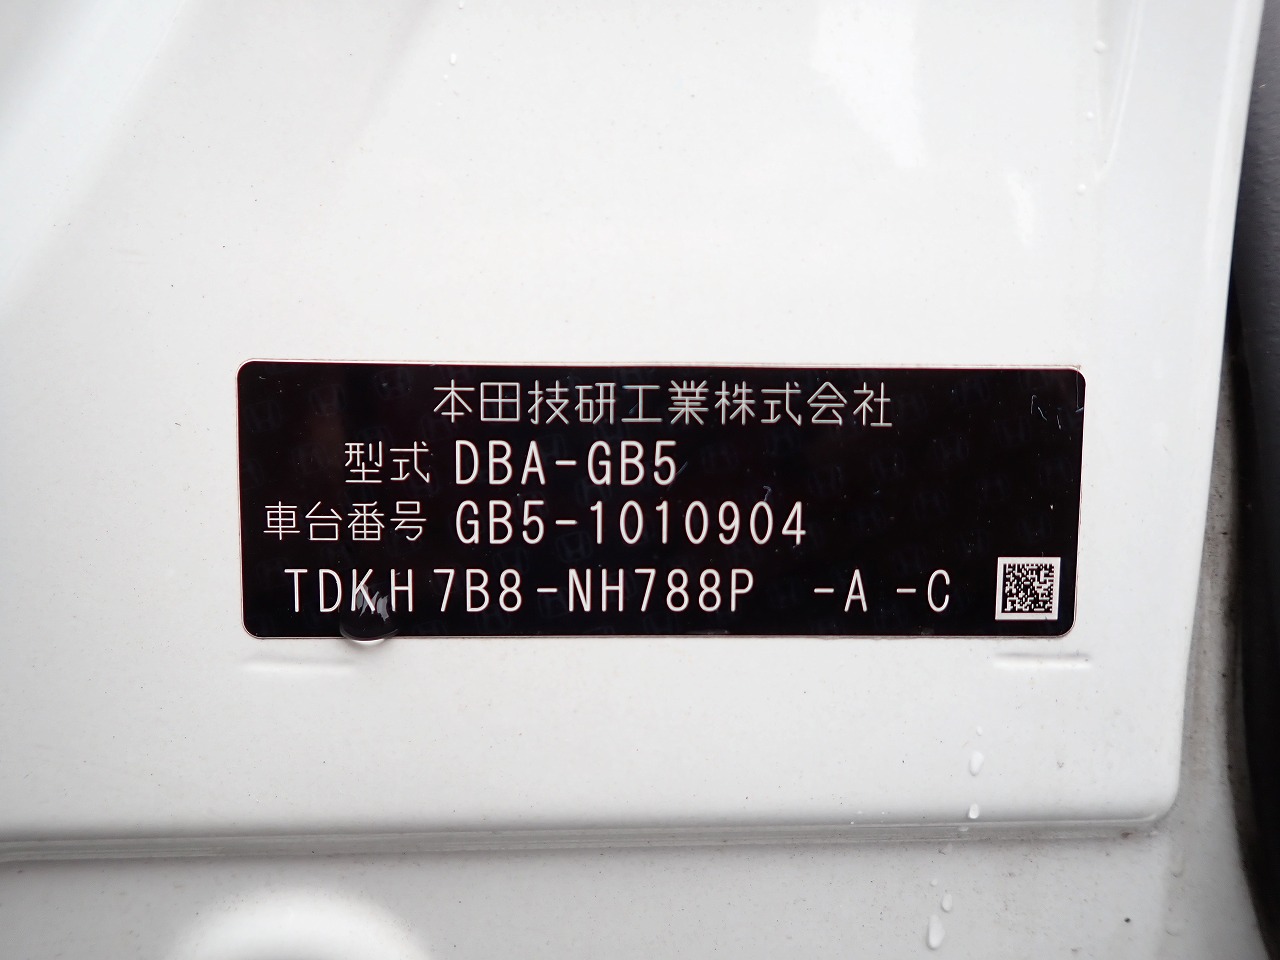 本田技研工業株式会社
型式 DBA-GB5
車台番号 GB5-1010904
TDKH7B8-NH788P -A -C